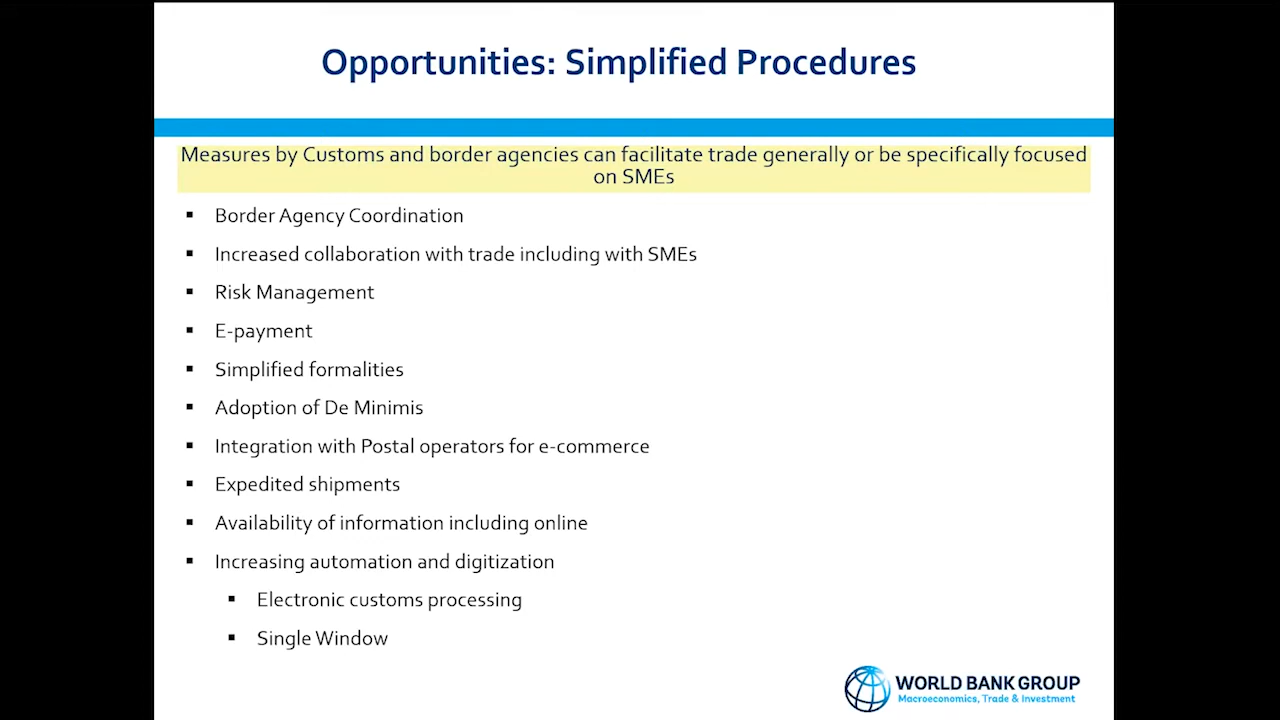 Opportunities: Simplified Procedures
Measures by Customs and border agencies can facilitate trade generally or be specifically focused
on SMEs
Border Agency Coordination
Increased collaboration with trade including with SMEs
Risk Management
E-payment
Simplified formalities
Adoption of De Minimis
Integration with Postal operators for e-commerce
Expedited shipments
Availability of information including online
Increasing automation and digitization
Electronic customs processing
Single Window
WORLD BANK GROUP
Macroeconomics, Trade & Investment